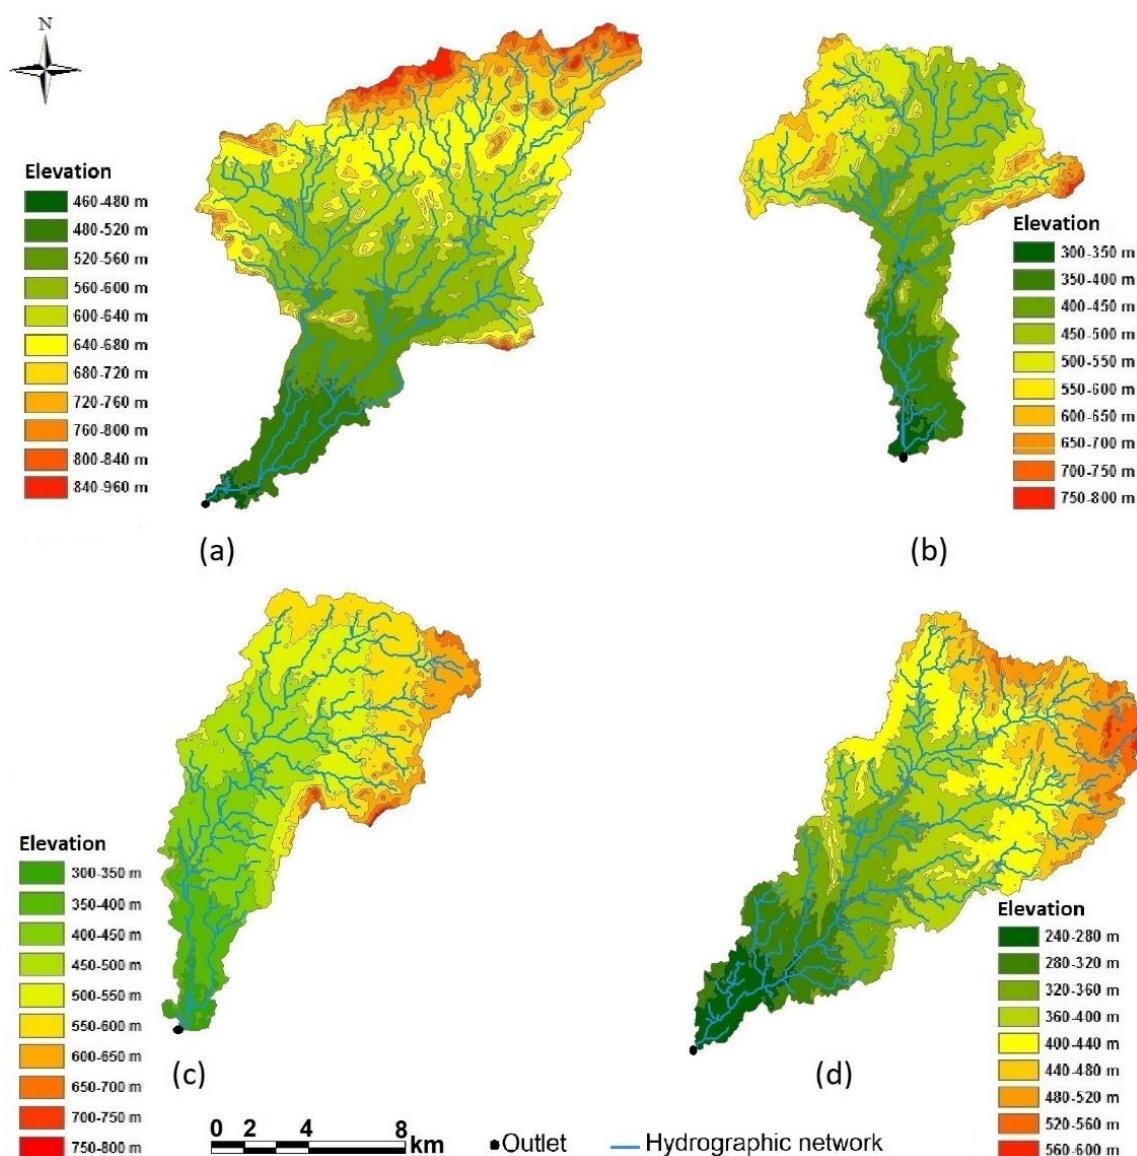 N
Elevation
460-480 m
480-520 m
520-560 m
560-600 m
600-640 m
640-680 m
680-720 m
720-760 m
760-800 m
800-840 m
840-960 m
(a)
Elevation
300-350 m
350-400 m
400-450 m
450-500 m
500-550 m
550-600 m
600-650 m
650-700 m
700-750 m
750-800 m
(b)
Elevation
300-350 m
350-400 m
400-450 m
450-500 m
500-550 m
550-600 m
600-650 m
650-700 m
700-750 m
750-800 m
(c)
Elevation
240-280 m
280-320 m
320-360 m
360-400 m
400-440 m
440-480 m
480-520 m
520-560 m
560-600 m
(d)
0 2 4 8
km
Outlet
Hydrographic network